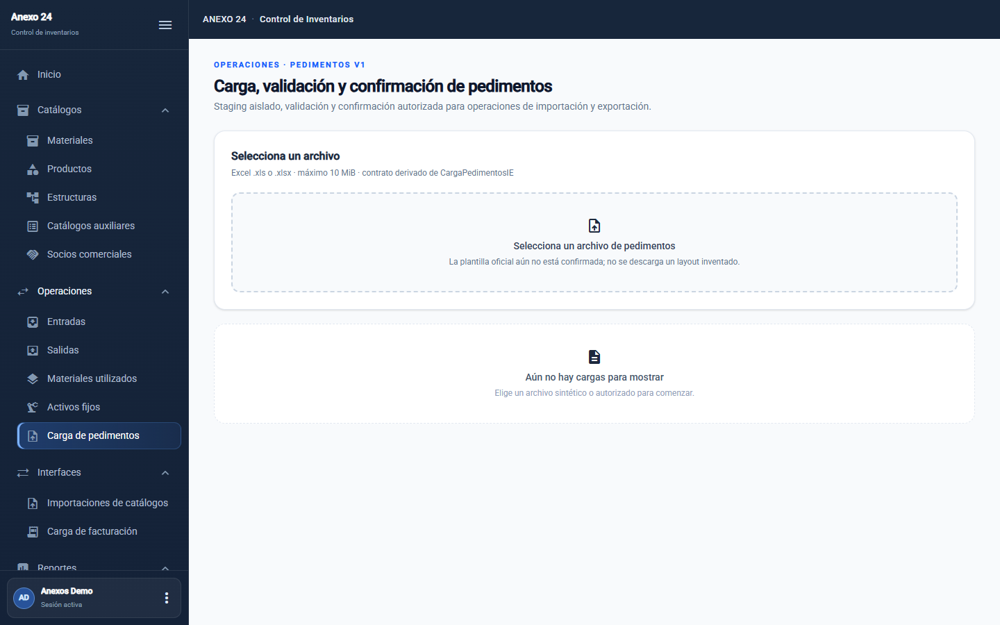 Anexo 24
Control de inventarios
Inicio
Catálogos
Materiales
Productos
Estructuras
Catálogos auxiliares
Socios comerciales
Operaciones
Entradas
Salidas
Materiales utilizados
Activos fijos
Carga de pedimentos
Interfaces
Importaciones de catálogos
Carga de facturación
Reportes
AD
Anexos Demo
Sesión activa
ANEXO 24 · Control de Inventarios
OPERACIONES · PEDIMENTOS V1
Carga, validación y confirmación de pedimentos
Staging aislado, validación y confirmación autorizada para operaciones de importación y exportación.
Selecciona un archivo
Excel .xls o .xlsx · máximo 10 MiB · contrato derivado de CargaPedimentosIE
Selecciona un archivo de pedimentos
La plantilla oficial aún no está confirmada; no se descarga un layout inventado.
Aún no hay cargas para mostrar
Elige un archivo sintético o autorizado para comenzar.